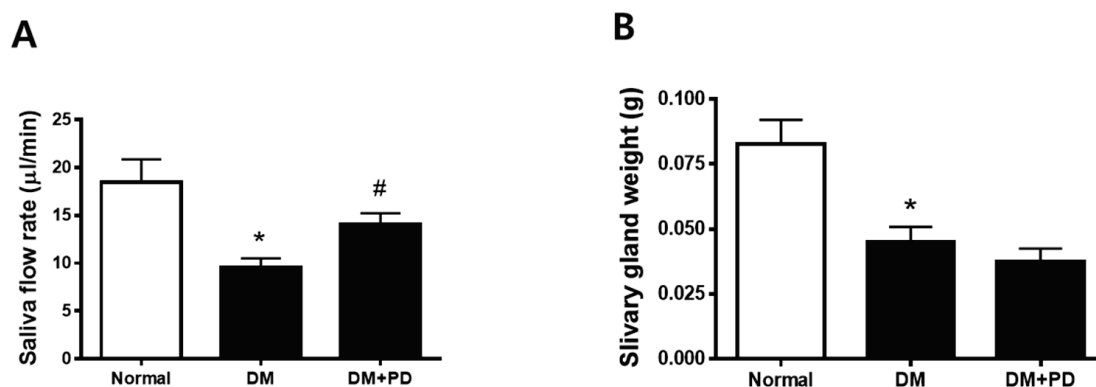 A
Saliva flow rate (μl/min)
25
20
15
10
5
0
*
#
Normal DM DM+PD
B
Slivary gland weight (g)
0.100
0.075
0.050
0.025
0.000
*
Normal DM DM+PD